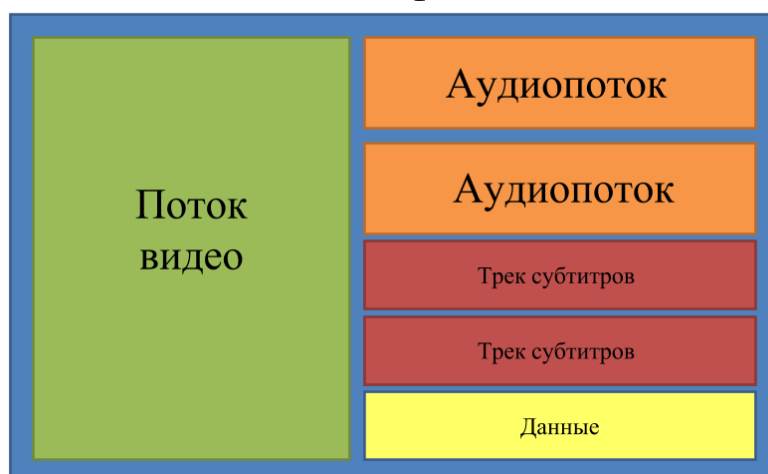 Поток
видео
Аудиопоток
Аудиопоток
Трек субтитров
Трек субтитров
Данные